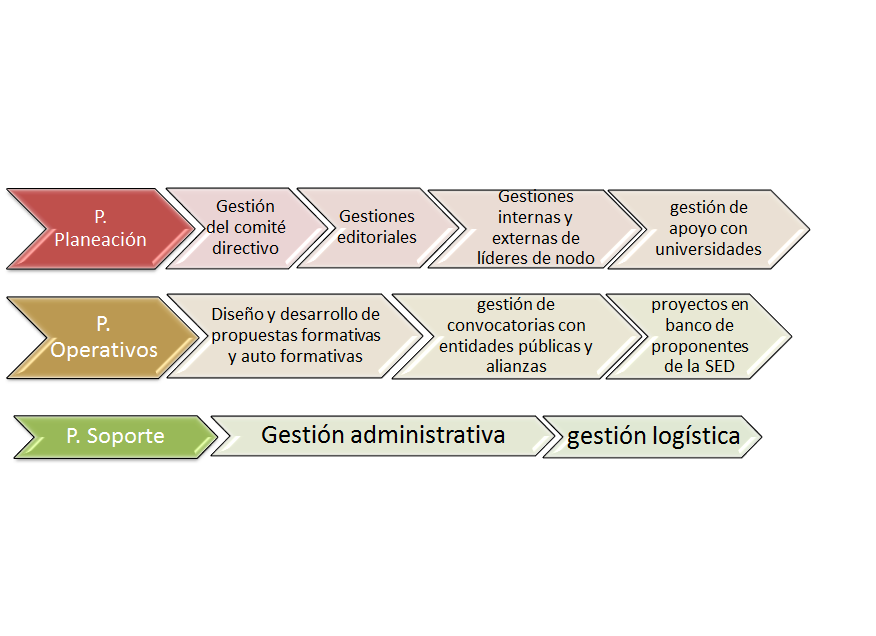 P.
Planeación
Gestión
del comité
directivo
Gestiones
editoriales
Gestiones
internas y
externas de
líderes de nodo
gestión de
apoyo con
universidades
P.
Operativos
Diseño y desarrollo de
propuestas formativas
y auto formativas
gestión de
convocatorias con
entidades públicas y
alianzas
proyectos en
banco de
proponentes
de la SED
P. Soporte
Gestión administrativa
gestión logística